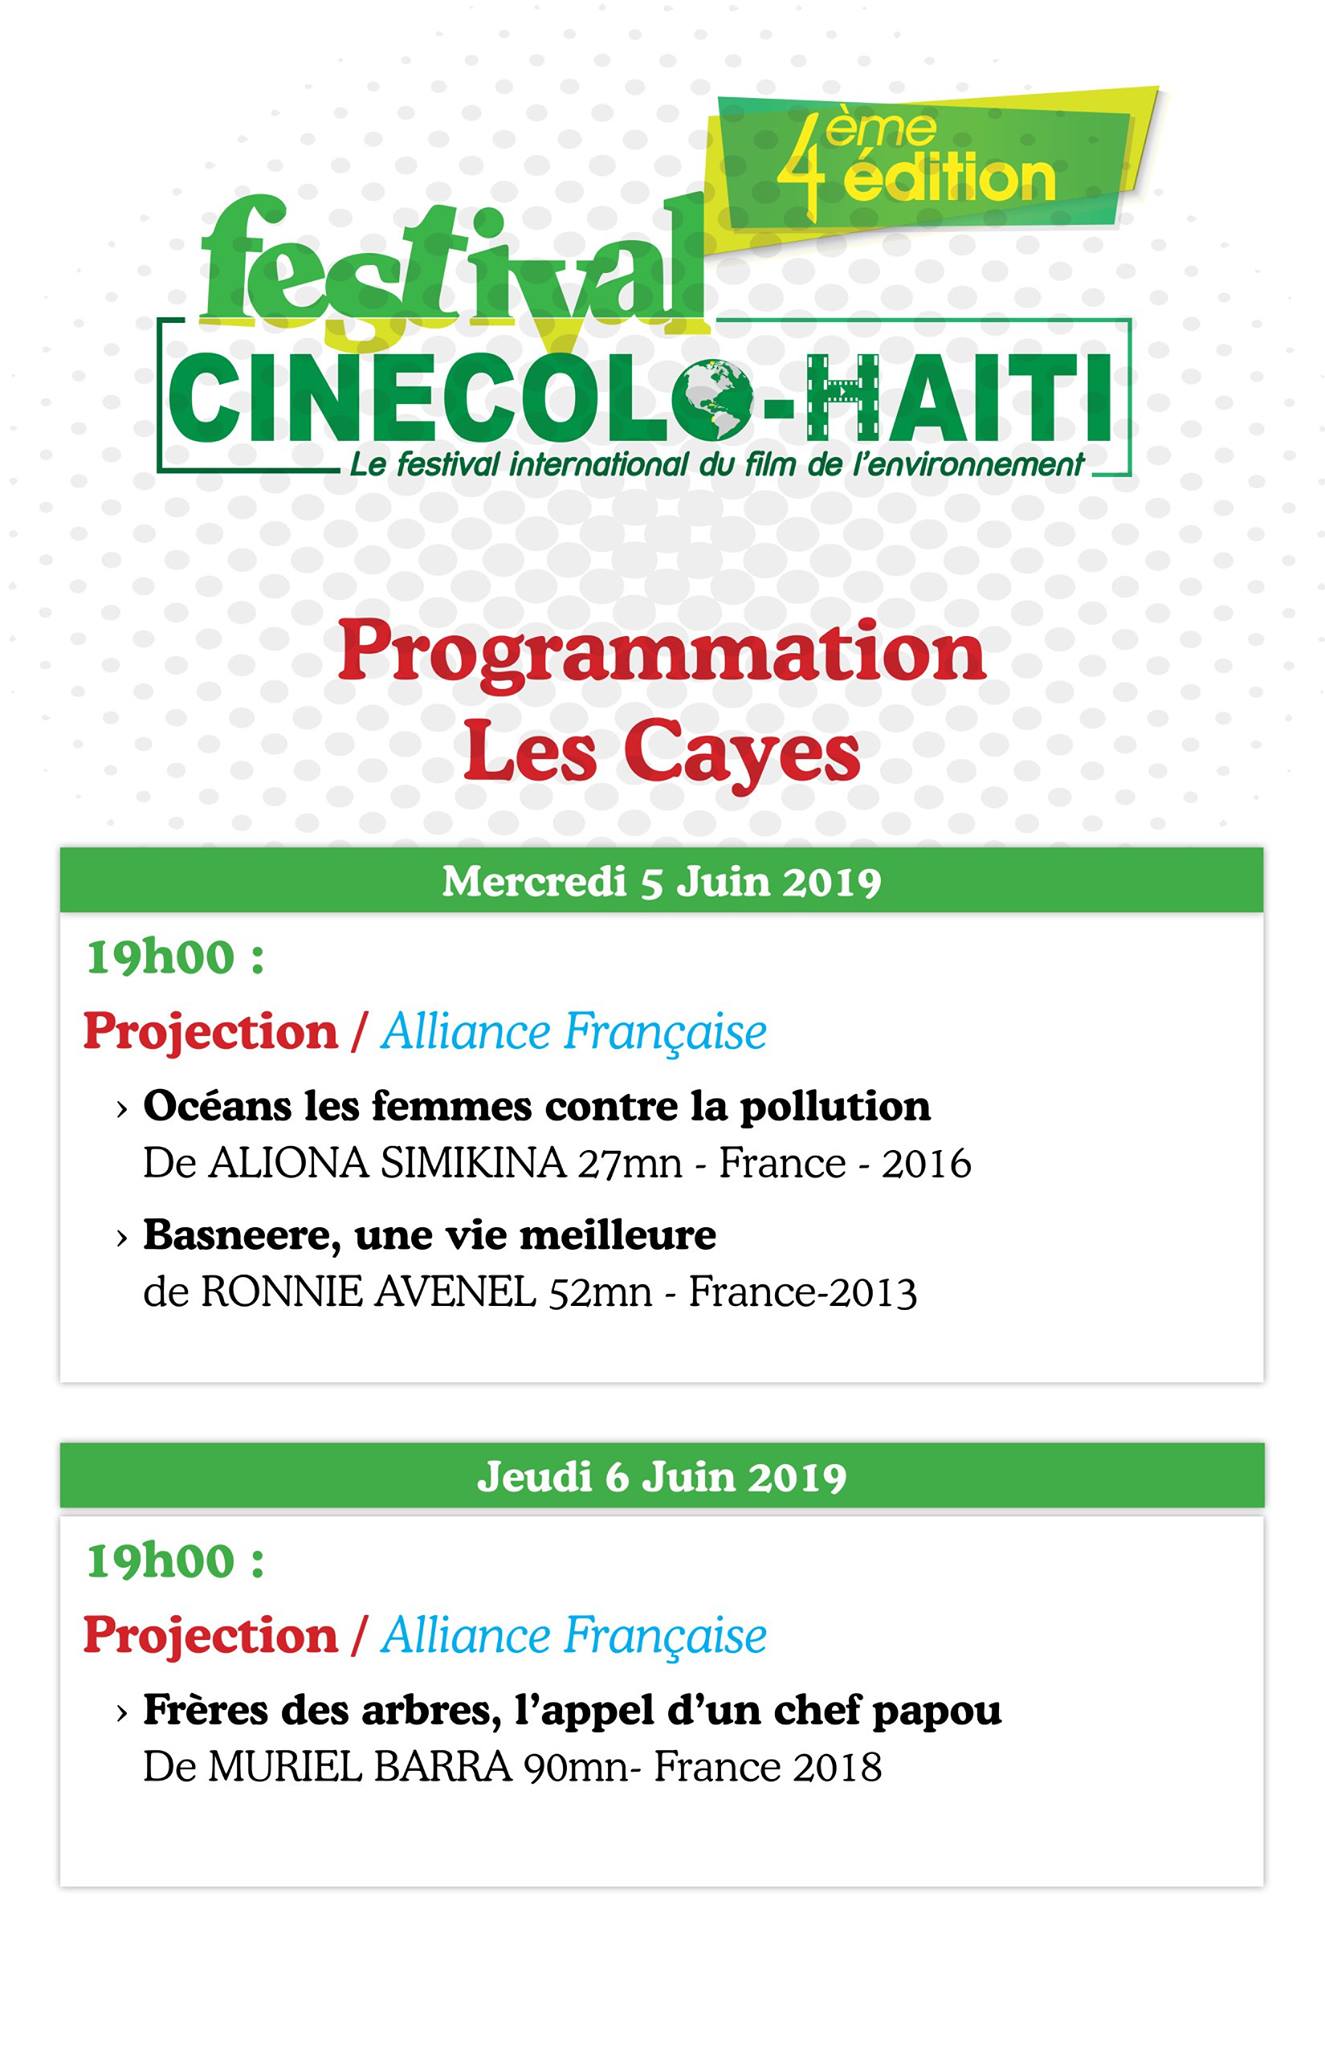 4ème édition
festival
CINECOLO-HAITI
Le festival international du film de l'environnement
Programmation
Les Cayes
Mercredi 5 Juin 2019
19h00 :
Projection / Alliance Française
› Océans les femmes contre la pollution
De ALIONA SIMIKINA 27mn - France - 2016
› Basneere, une vie meilleure
de RONNIE AVENEL 52mn - France-2013
Jeudi 6 Juin 2019
19h00 :
Projection / Alliance Française
› Frères des arbres, l’appel d’un chef papou
De MURIEL BARRA 90mn- France 2018